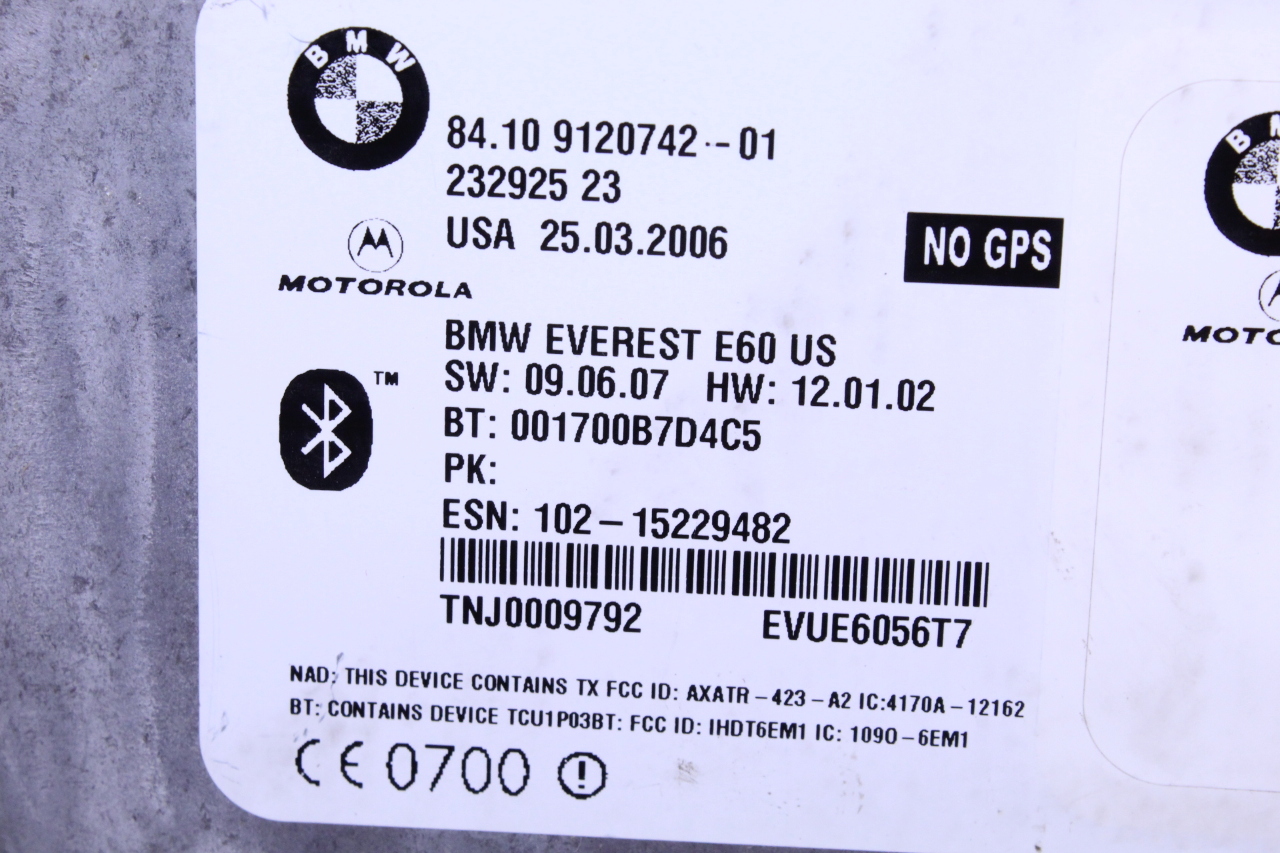 BMW
84.10 9120742 - 01
232925 23
USA 25.03.2006
NO GPS
MOTOROLA
BMW EVEREST E60 US
SW: 09.06.07 HW: 12.01.02
TM
BT: 001700B7D4C5
PK:
ESN: 102-15229482
TNJ0009792 EVUE6056T7
NAD: THIS DEVICE CONTAINS TX FCC ID: AXATR-423-A2 IC:4170A-12162
BT: CONTAINS DEVICE TCU1P03BT: FCC ID: IHDT6EM1 IC: 1090-6EM1
CE 0700
B M
MOTO